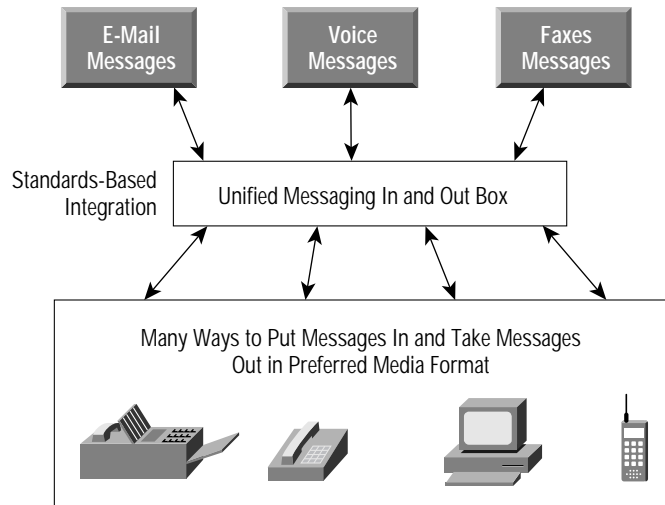 E-Mail
Messages
Voice
Messages
Faxes
Messages
Standards-Based
Integration
Unified Messaging In and Out Box
Many Ways to Put Messages In and Take Messages
Out in Preferred Media Format